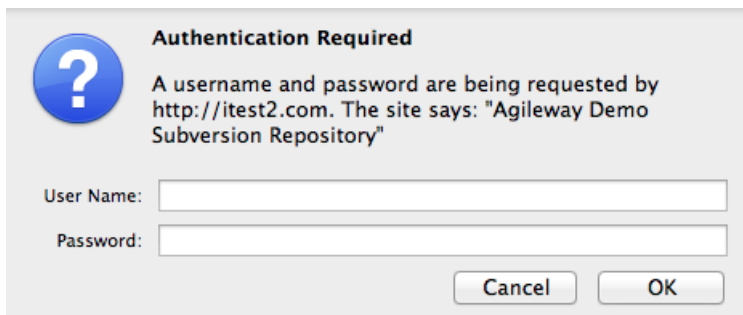 Authentication Required
A username and password are being requested by
http://itest2.com. The site says: "Agileway Demo
Subversion Repository"
User Name:
Password:
Cancel OK